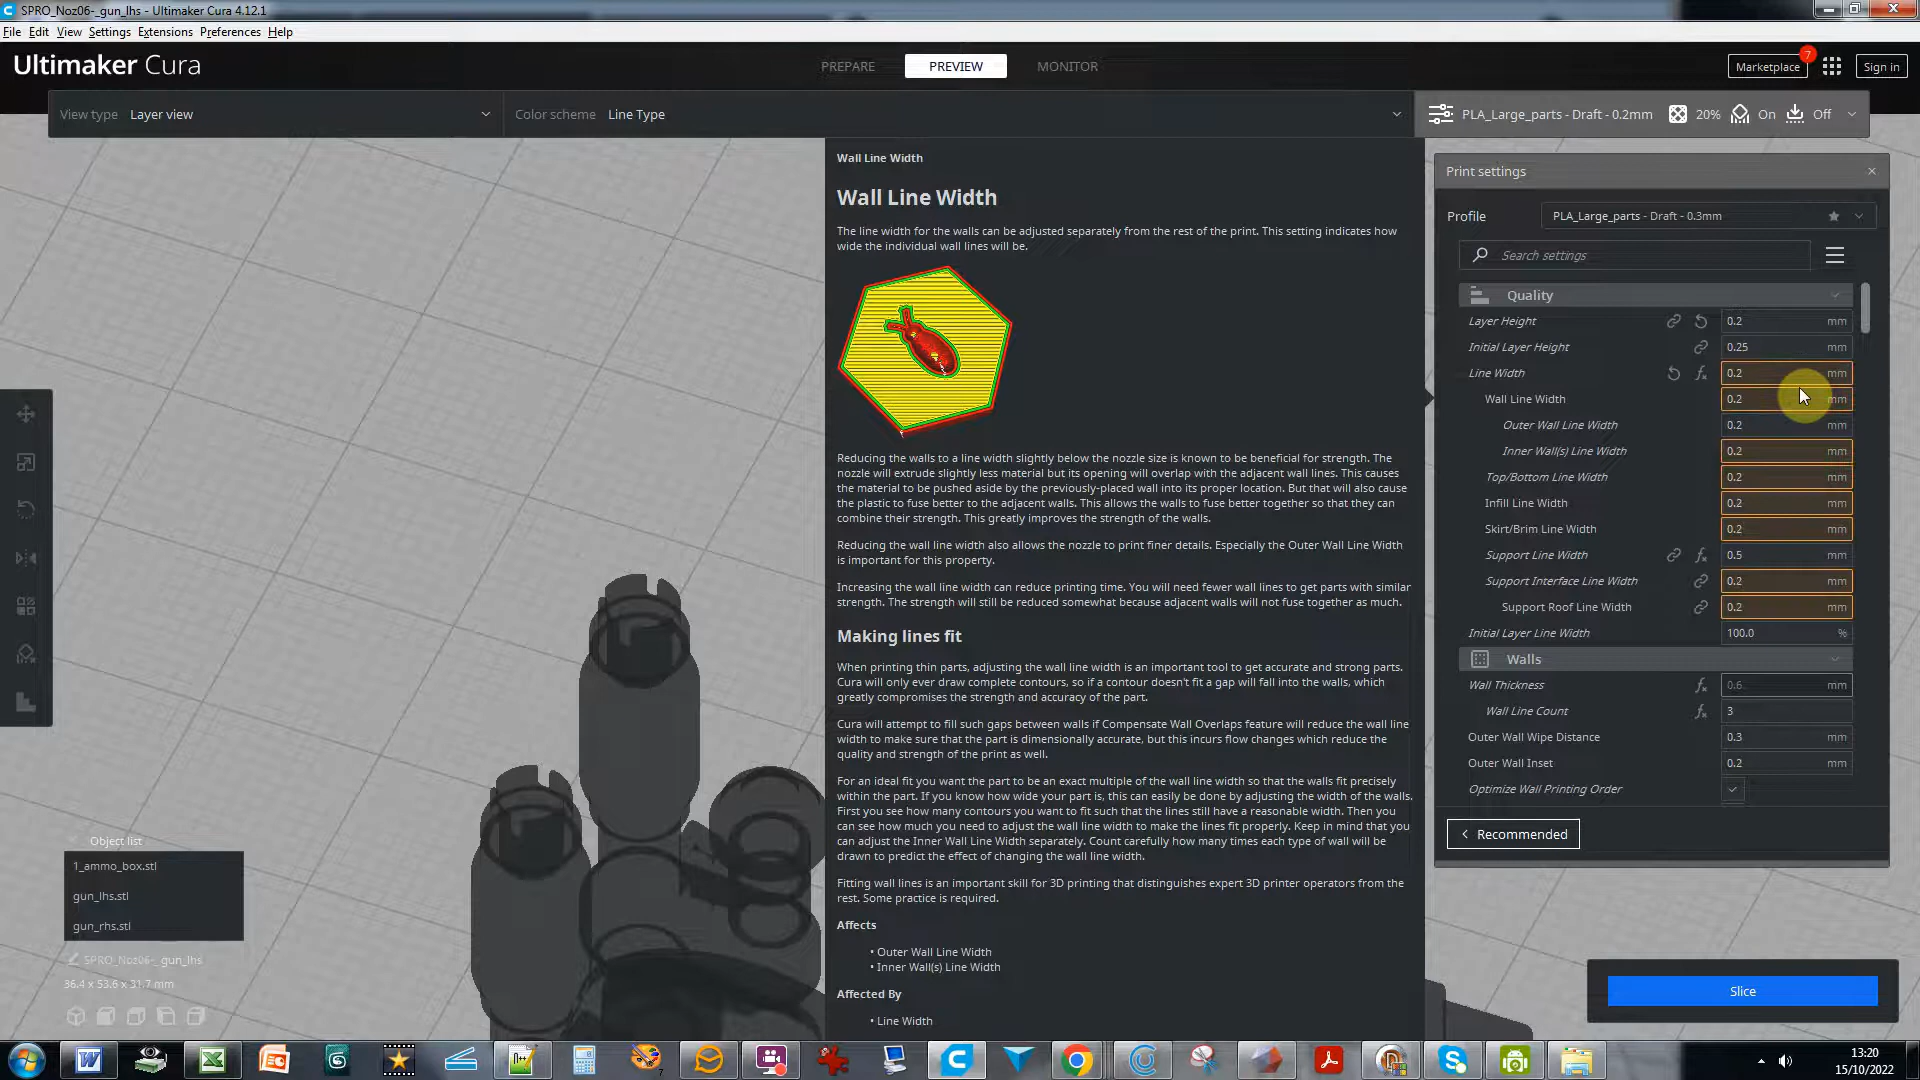 SPRO_Noz06-_gun_lhs - Ultimaker Cura 4.12.1
File Edit View Settings Extensions Preferences Help
Ultimaker Cura
PREPARE
PREVIEW
MONITOR
Marketplace
7
Sign in
View type Layer view
Color scheme Line Type
PLA_Large_parts - Draft - 0.2mm 20% On Off
Wall Line Width
Wall Line Width
The line width for the walls can be adjusted separately from the rest of the print. This setting indicates how
wide the individual wall lines will be.
Reducing the walls to a line width slightly below the nozzle size is known to be beneficial for strength. The
nozzle will extrude slightly less material but its opening will overlap with the adjacent wall lines. This causes
the material to be pushed aside by the previously-placed wall into its proper location. But that will also cause
the plastic to fuse better to the adjacent walls. This allows the walls to fuse better together so that they can
combine their strength. This greatly improves the strength of the walls.
Reducing the wall line width also allows the nozzle to print finer details. Especially the Outer Wall Line Width
is important for this property.
Increasing the wall line width can reduce printing time. You will need fewer wall lines to get parts with similar
strength. The strength will still be reduced somewhat because adjacent walls will not fuse together as much.
Making lines fit
When printing thin parts, adjusting the wall line width is an important tool to get accurate and strong parts.
Cura will only ever draw complete contours, so if a contour doesn't fit a gap will fall into the walls, which
greatly compromises the strength and accuracy of the part.
Cura will attempt to fill such gaps between walls if Compensate Wall Overlaps feature will reduce the wall line
width to make sure that the part is dimensionally accurate, but this incurs flow changes which reduce the
quality and strength of the print as well.
For an ideal fit you want the part to be an exact multiple of the wall line width so that the walls fit precisely
within the part. If you know how wide your part is, this can easily be done by adjusting the width of the walls.
First you see how many contours you want to fit such that the lines still have a reasonable width. Then you
can see how much you need to adjust the wall line width to make the lines fit properly. Keep in mind that you
can adjust the Inner Wall Line Width separately. Count carefully how many times each type of wall will be
drawn to predict the effect of changing the wall line width.
Fitting wall lines is an important skill for 3D printing that distinguishes expert 3D printer operators from the
rest. Some practice is required.
Affects
• Outer Wall Line Width
• Inner Wall(s) Line Width
Affected By
• Line Width
Print settings
Profile PLA_Large_parts - Draft - 0.3mm
Search settings
Quality
Layer Height 0.2 mm
Initial Layer Height 0.25 mm
Line Width 0.2 mm
Wall Line Width 0.2 mm
Outer Wall Line Width 0.2 mm
Inner Wall(s) Line Width 0.2 mm
Top/Bottom Line Width 0.2 mm
Infill Line Width 0.2 mm
Skirt/Brim Line Width 0.2 mm
Support Line Width 0.5 mm
Support Interface Line Width 0.2 mm
Support Roof Line Width 0.2 mm
Initial Layer Line Width 100.0 %
Walls
Wall Thickness 0.6 mm
Wall Line Count 3
Outer Wall Wipe Distance 0.3 mm
Outer Wall Inset 0.2 mm
Optimize Wall Printing Order
Recommended
Slice
Object list
1_ammo_box.stl
gun_lhs.stl
gun_rhs.stl
SPRO_Noz06-_gun_lhs
36.4 x 53.6 x 31.7 mm
13:20
15/10/2022